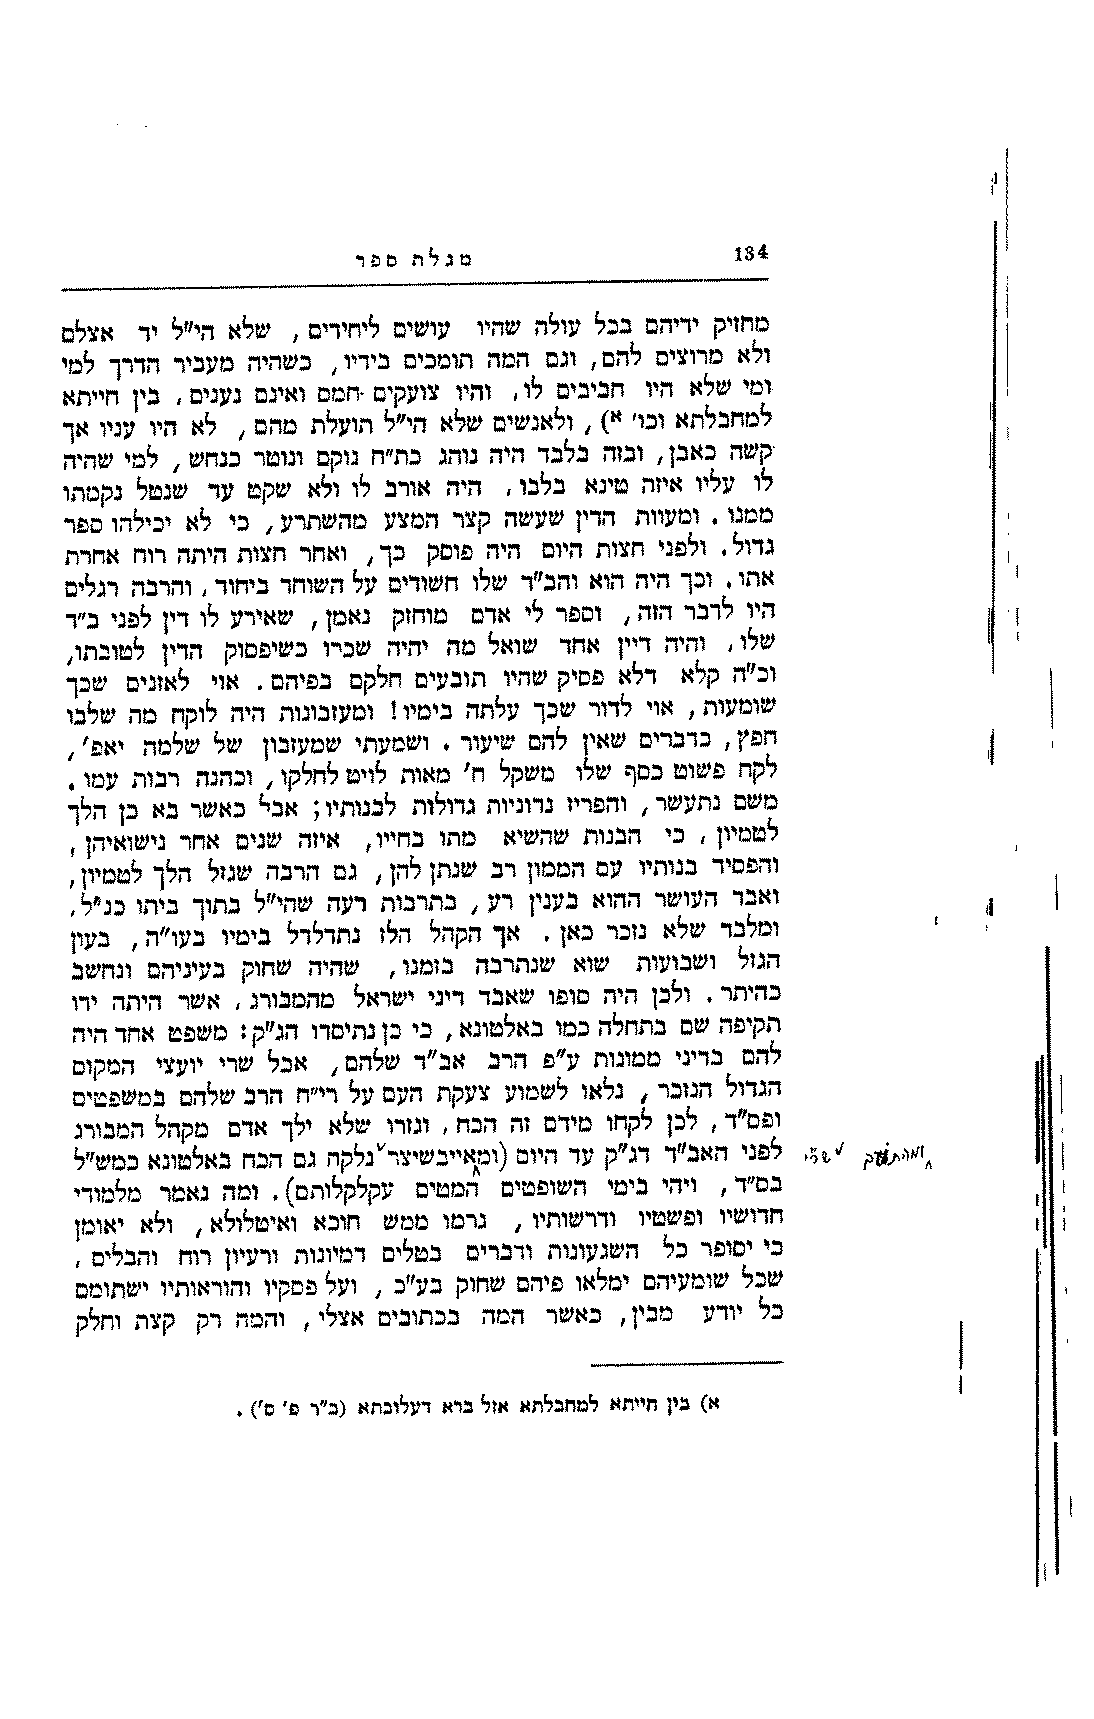 134
מגלת ספר
מחזיק ידיהם בכל עולה שהיו עושים ליחידים, שלא הי"ל יד אצלם
ולא מרוצים להם, וגם המה תומכים בידיו, כשהיה מעביר הדרך למי
ומי שלא היו חביבים לו, והיו צועקים חמס ואינם נענים, בין חייתא
למחבלתא וכו' א), ולאנשים שלא הי"ל תועלת מהם, לא היו עניו אך
קשה כאבן, ובזה בלבד היה נוהג כת"ח נוקם ונוטר כנחש, למי שהיה
לו עליו איזה טינא בלבו, היה אורב לו ולא שקט עד שנטל נקמתו
ממנו. ומעוות הדין שעשה קצר המצע מהשתרע, כי לא יכילהו ספר
גדול. ולפני חצות היום היה פוסק כך, ואחר חצות היתה רוח אחרת
אתו. וכך היה הוא והב"ד שלו חשודים על השוחד ביחוד, והרבה רגלים
היו לדבר הזה, וספר לי אדם מוחזק נאמן, שאירע לו דין לפני ב"ד
שלו, והיה דיין אחד שואל מה יהיה שכרו כשיפסוק הדין לטובתו,
וכ"ה קלא דלא פסיק שהיו תובעים חלקם בפיהם. אוי לאזנים שכך
שומעות, אוי לדור שכך עלתה בימיו! ומעזבונות היה לוקח מה שלבו
חפץ, כדברים שאין להם שיעור. ושמעתי שמעזבון של שלמה יאפ',
לקח פשוט כסף שלו משקל ח' מאות לויט לחלקו, וכהנה רבות עמו.
משם נתעשר, והפריז נדוניות גדולות לבנותיו; אבל כאשר בא כן הלך
לטמיון, כי הבנות שהשיא מתו בחייו, איזה שנים אחר נישואיהן,
והפסיד בנותיו עם הממון רב שנתן להן, גם הרבה שגזל הלך לטמיון,
ואבד העושר ההוא בענין רע, בתרבות רעה שהי"ל בתוך ביתו כנ"ל,
ומלבד שלא נזכר כאן. אך הקהל הלז נתדלדל בימיו בעו"ה, בעון
הגזל ושבועות שוא שנתרבה בזמנו, שהיה שחוק בעיניהם ונחשב
כהיתר. ולכן היה סופו שאבד דיני ישראל מהמבורג, אשר היתה ידו
תקיפה שם בתחלה כמו באלטונא, כי כן נתיסדו הג"ק: משפט אחד היה
להם בדיני ממונות ע"פ הרב אב"ד שלהם, אבל שרי יועצי המקום
הגדול הנזכר, נלאו לשמוע צעקת העם על רי"ח הרב שלהם במשפטים
ופס"ד, לכן לקחו מידם זה הכח, וגזרו שלא ילך אדם מקהל המבורג
לפני האב"ד דג"ק עד היום (ומאייבשיצר נלקח גם הכח באלטונא כמש"ל
בס"ד, ויהי בימי השופטים המטים עקלקלותם). ומה נאמר מלמודי
חדושיו ופשטיו ודרשותיו, גרמו ממש חוכא ואיטלולא, ולא יאומן
כי יסופר כל השגעונות ודברים בטלים דמיונות ורעיון רוח והבלים,
שכל שומעיהם ימלאו פיהם שחוק בע"כ, ועל פסקיו והוראותיו ישתומם
כל יודע מבין, כאשר המה בכתובים אצלי, והמה רק קצת וחלק
א) בין חייתא למחבלתא אזל ברא דעלובתא (ב"ר פ' ס').